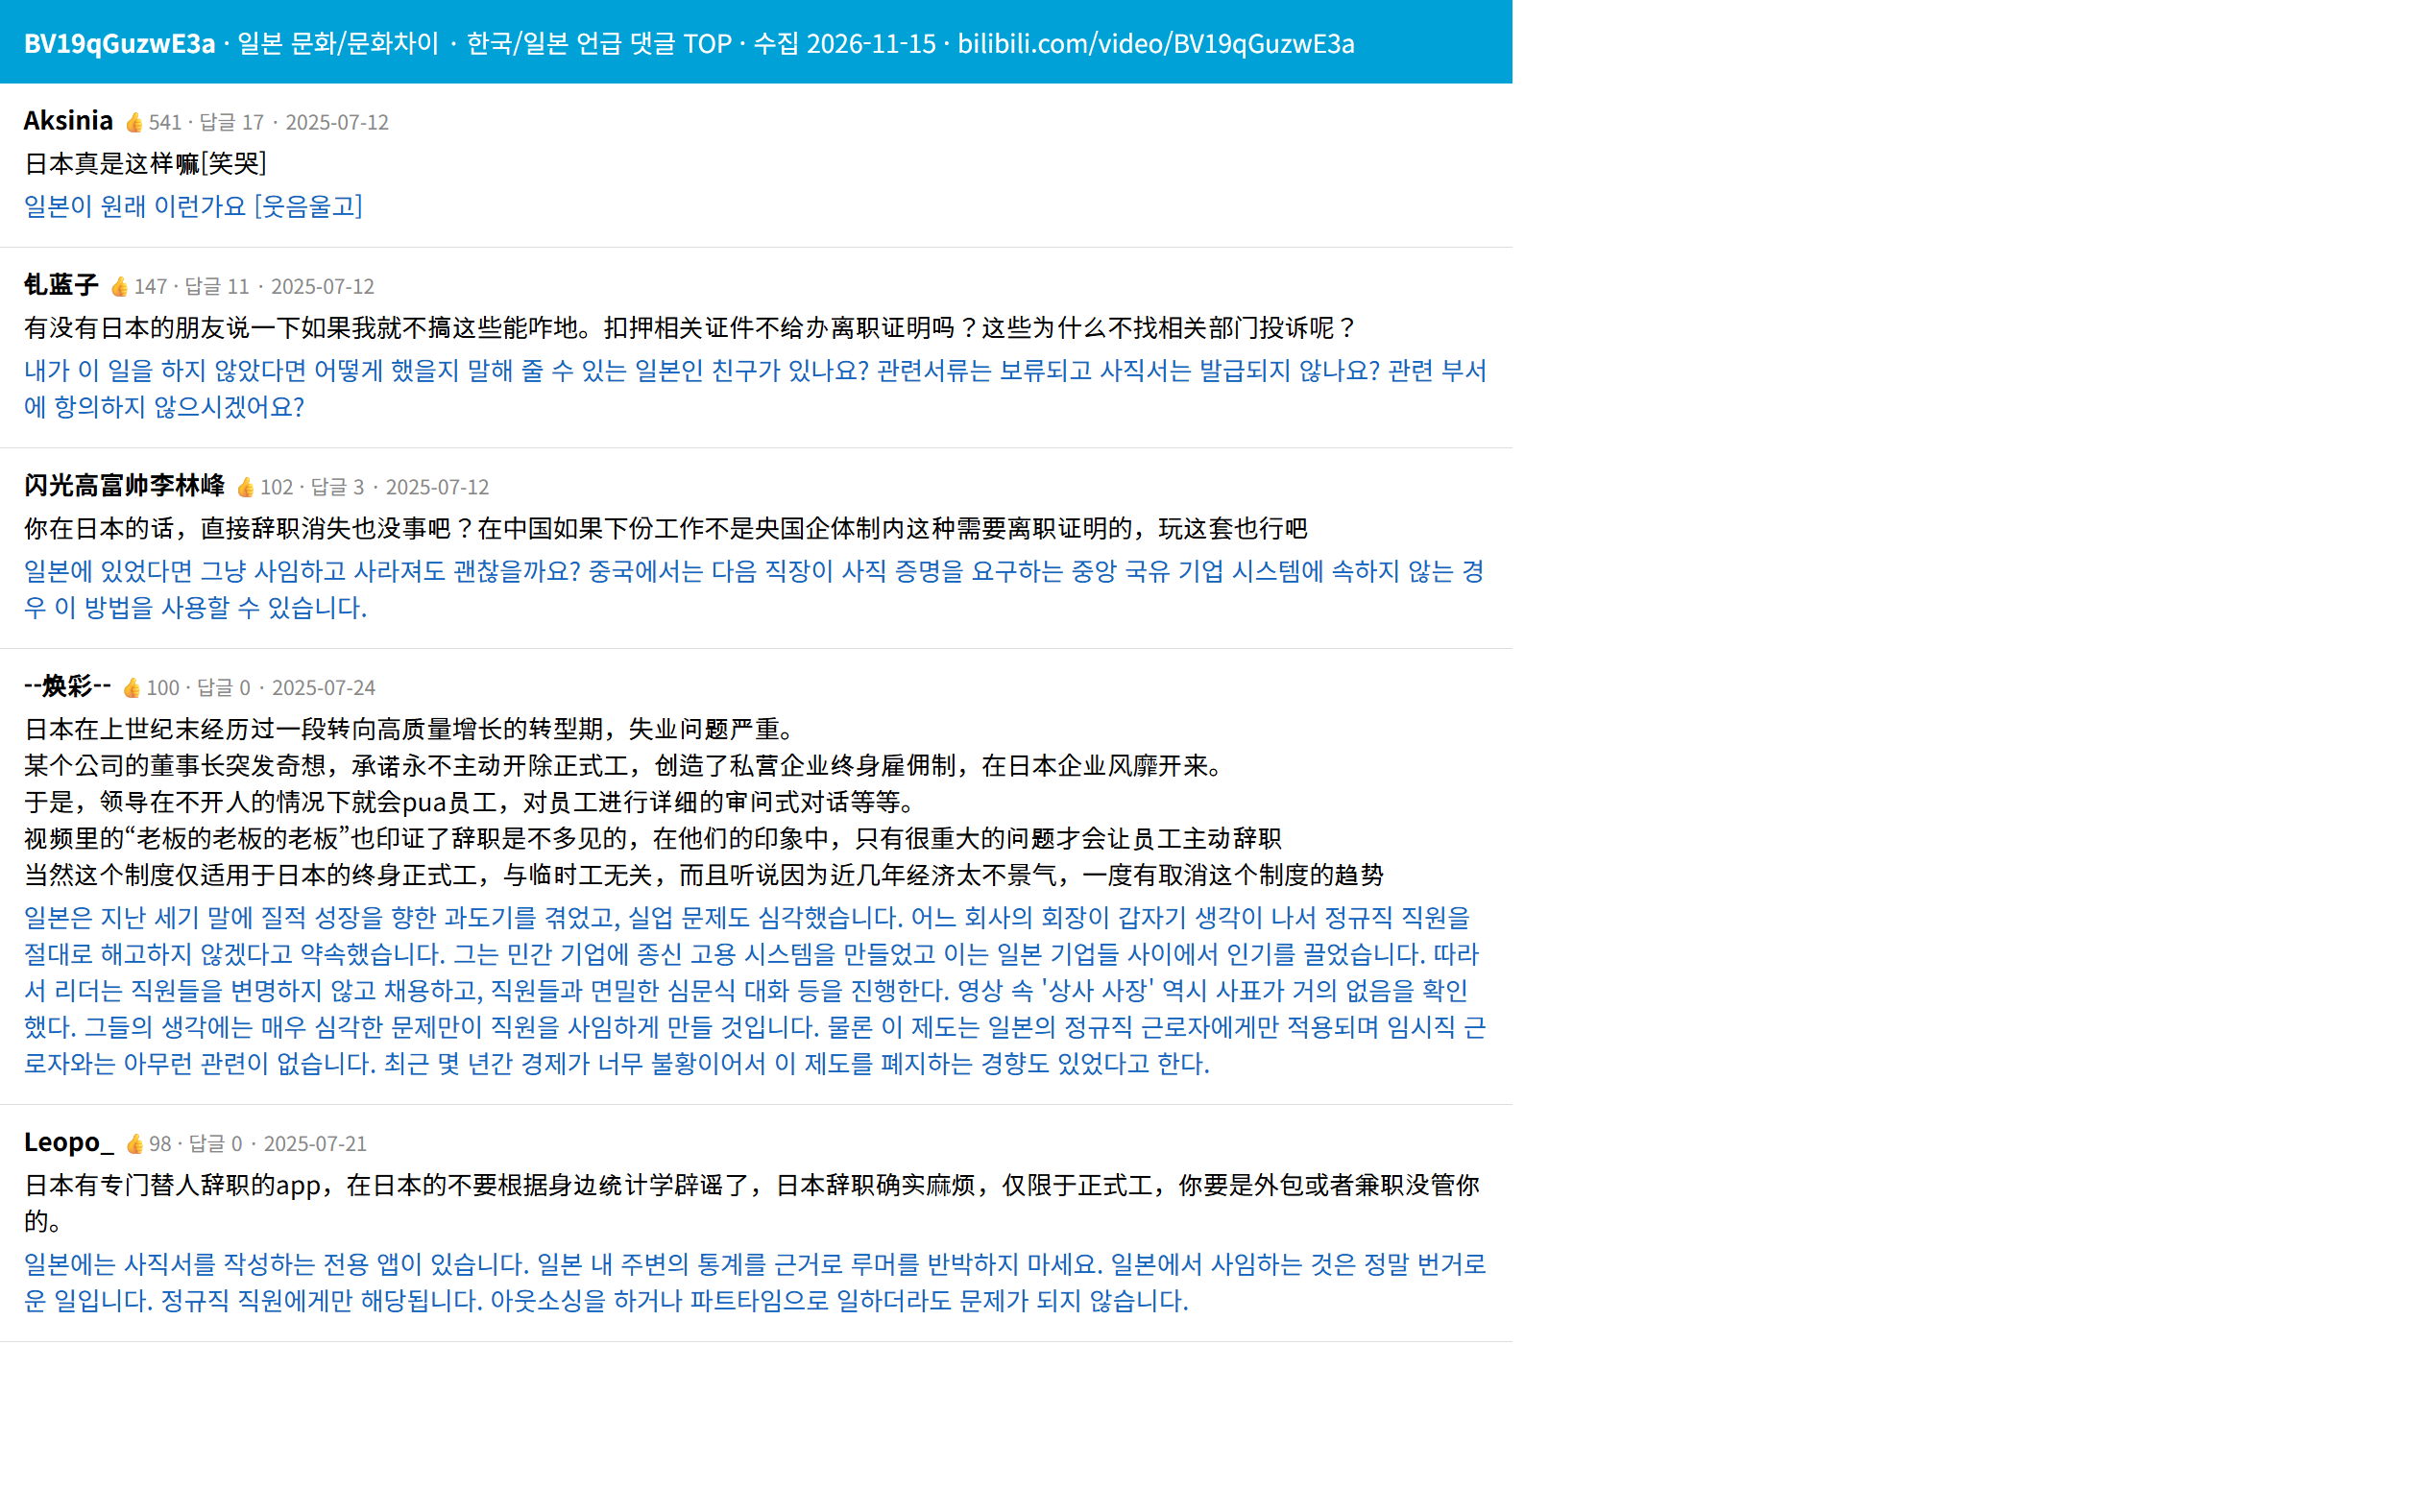 BV19qGuzwE3a · 일본 문화/문화차이 · 한국/일본 언급 댓글 TOP · 수집 2026-11-15 · bilibili.com/video/BV19qGuzwE3a
Aksinia 👍 541 · 답글 17 · 2025-07-12
日本真是这样嘛[笑哭]
일본이 원래 이런가요 [웃음울고]
钆蓝子 👍 147 · 답글 11 · 2025-07-12
有没有日本的朋友说一下如果我就不搞这些能咋地。扣押相关证件不给办离职证明吗？这些为什么不找相关部门投诉呢？
내가 이 일을 하지 않았다면 어떻게 했을지 말해 줄 수 있는 일본인 친구가 있나요? 관련서류는 보류되고 사직서는 발급되지 않나요? 관련 부서
에 항의하지 않으시겠어요?
闪光高富帅李林峰 👍 102 · 답글 3 · 2025-07-12
你在日本的话，直接辞职消失也没事吧？在中国如果下份工作不是央国企体制内这种需要离职证明的，玩这套也行吧
일본에 있었다면 그냥 사임하고 사라져도 괜찮을까요? 중국에서는 다음 직장이 사직 증명을 요구하는 중앙 국유 기업 시스템에 속하지 않는 경
우 이 방법을 사용할 수 있습니다.
--焕彩-- 👍 100 · 답글 0 · 2025-07-24
日本在上世纪末经历过一段转向高质量增长的转型期，失业问题严重。
某个公司的董事长突发奇想，承诺永不主动开除正式工，创造了私营企业终身雇佣制，在日本企业风靡开来。
于是，领导在不开人的情况下就会pua员工，对员工进行详细的审问式对话等等。
视频里的“老板的老板的老板”也印证了辞职是不多见的，在他们的印象中，只有很重大的问题才会让员工主动辞职
当然这个制度仅适用于日本的终身正式工，与临时工无关，而且听说因为近几年经济太不景气，一度有取消这个制度的趋势
일본은 지난 세기 말에 질적 성장을 향한 과도기를 겪었고, 실업 문제도 심각했습니다. 어느 회사의 회장이 갑자기 생각이 나서 정규직 직원을
절대로 해고하지 않겠다고 약속했습니다. 그는 민간 기업에 종신 고용 시스템을 만들었고 이는 일본 기업들 사이에서 인기를 끌었습니다. 따라
서 리더는 직원들을 변명하지 않고 채용하고, 직원들과 면밀한 심문식 대화 등을 진행한다. 영상 속 '상사 사장' 역시 사표가 거의 없음을 확인
했다. 그들의 생각에는 매우 심각한 문제만이 직원을 사임하게 만들 것입니다. 물론 이 제도는 일본의 정규직 근로자에게만 적용되며 임시직 근
로자와는 아무런 관련이 없습니다. 최근 몇 년간 경제가 너무 불황이어서 이 제도를 폐지하는 경향도 있었다고 한다.
Leopo_ 👍 98 · 답글 0 · 2025-07-21
日本有专门替人辞职的app，在日本的不要根据身边统计学辟谣了，日本辞职确实麻烦，仅限于正式工，你要是外包或者兼职没管你
的。
일본에는 사직서를 작성하는 전용 앱이 있습니다. 일본 내 주변의 통계를 근거로 루머를 반박하지 마세요. 일본에서 사임하는 것은 정말 번거로
운 일입니다. 정규직 직원에게만 해당됩니다. 아웃소싱을 하거나 파트타임으로 일하더라도 문제가 되지 않습니다.